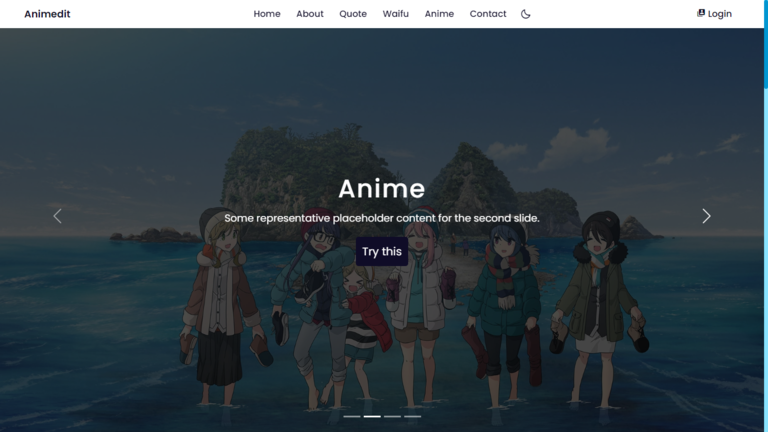 Animedit
Home About Quote Waifu Anime Contact
Login
Anime
Some representative placeholder content for the second slide.
Try this